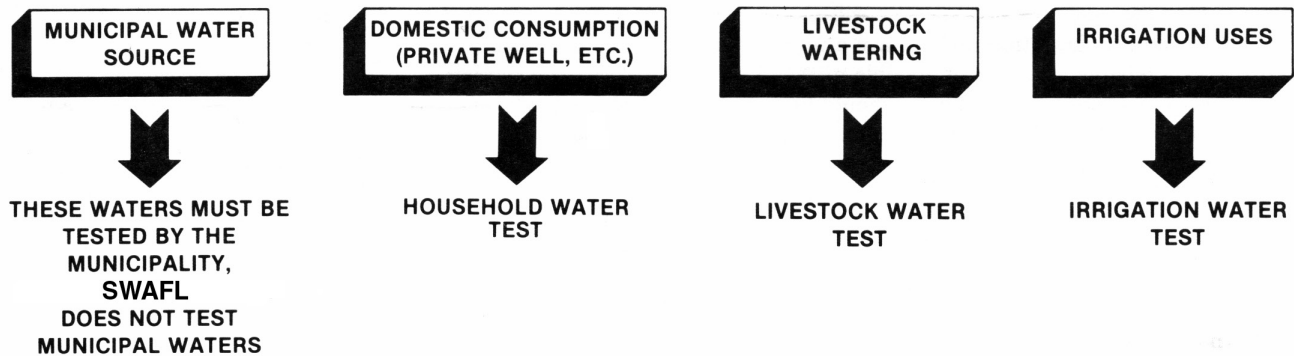 MUNICIPAL WATER
SOURCE
THESE WATERS MUST BE
TESTED BY THE
MUNICIPALITY,
SWAFL
DOES NOT TEST
MUNICIPAL WATERS
DOMESTIC CONSUMPTION
(PRIVATE WELL, ETC.)
HOUSEHOLD WATER
TEST
LIVESTOCK
WATERING
LIVESTOCK WATER
TEST
IRRIGATION USES
IRRIGATION WATER
TEST